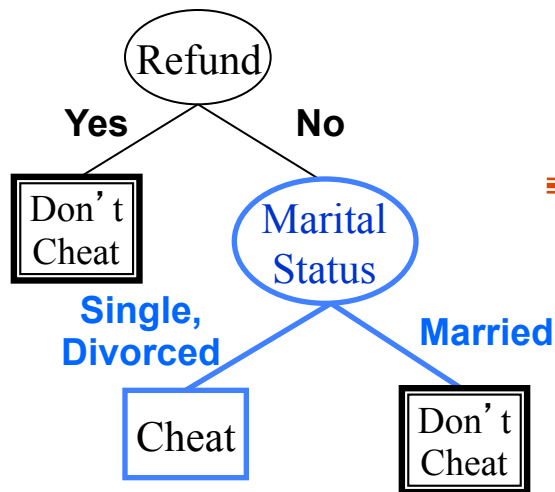 Refund
Yes
No
Don't
Cheat
Marital
Status
Single,
Divorced
Married
Cheat
Don't
Cheat